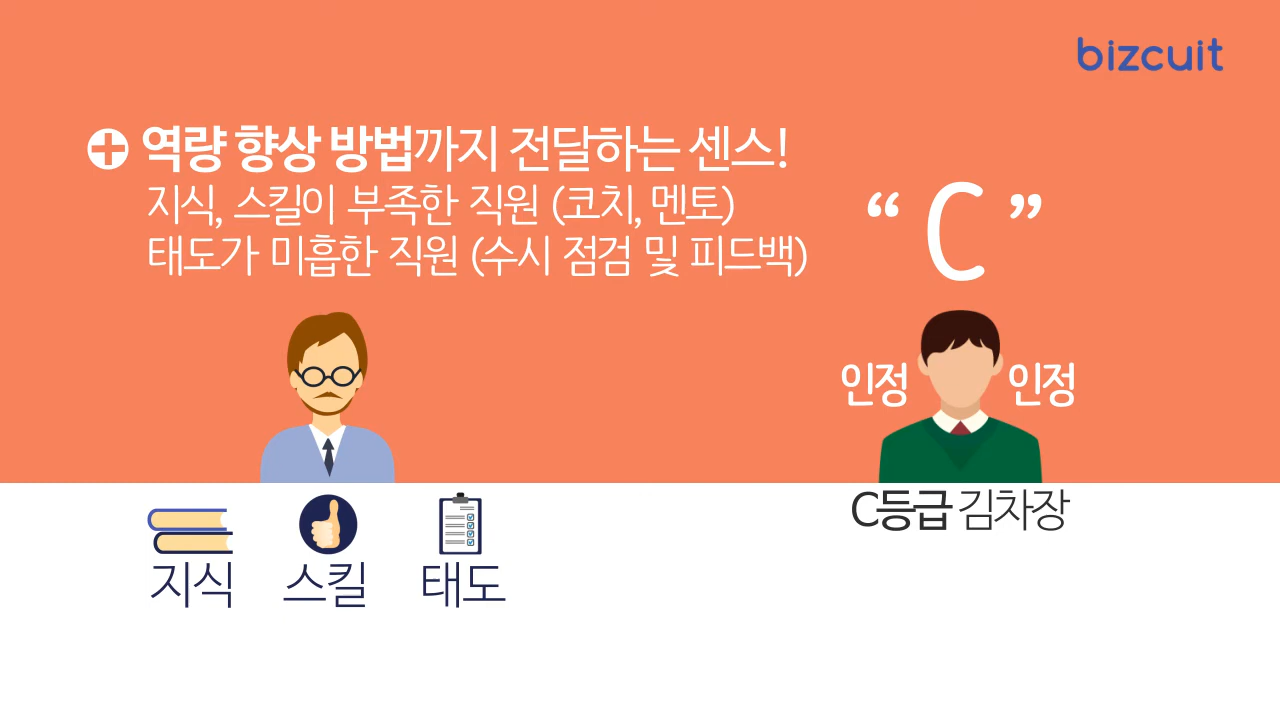 bizcuit
역량 향상 방법까지 전달하는 센스!
지식, 스킬이 부족한 직원 (코치, 멘토)
태도가 미흡한 직원 (수시 점검 및 피드백)
“ C ”
인정 인정
C등급 김차장
지식 스킬 태도